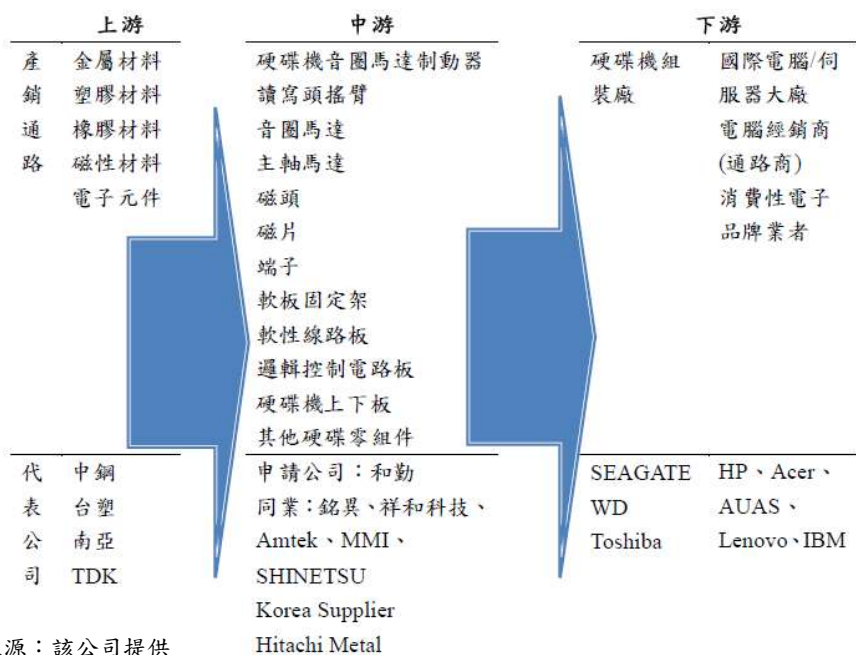 上游 中游 下游
產 金屬材料 硬碟機音圈馬達制動器 硬碟機組 國際電腦/伺
銷 塑膠材料 讀寫頭搖臂 裝廠 服器大廠
通 橡膠材料 音圈馬達 電腦經銷商
路 磁性材料 主軸馬達 (通路商)
電子元件 磁頭 消費性電子
磁片 品牌業者
端子
軟板固定架
軟性線路板
邏輯控制電路板
硬碟機上下板
其他硬碟零組件
代 中鋼 申請公司：和勤 SEAGATE HP、Acer、
表 台塑 同業：銘異、祥和科技、 WD AUAS、
公 南亞 Amtek、MMI、 Toshiba Lenovo、IBM
司 TDK SHINETSU
Korea Supplier
源：該公司提供 Hitachi Metal